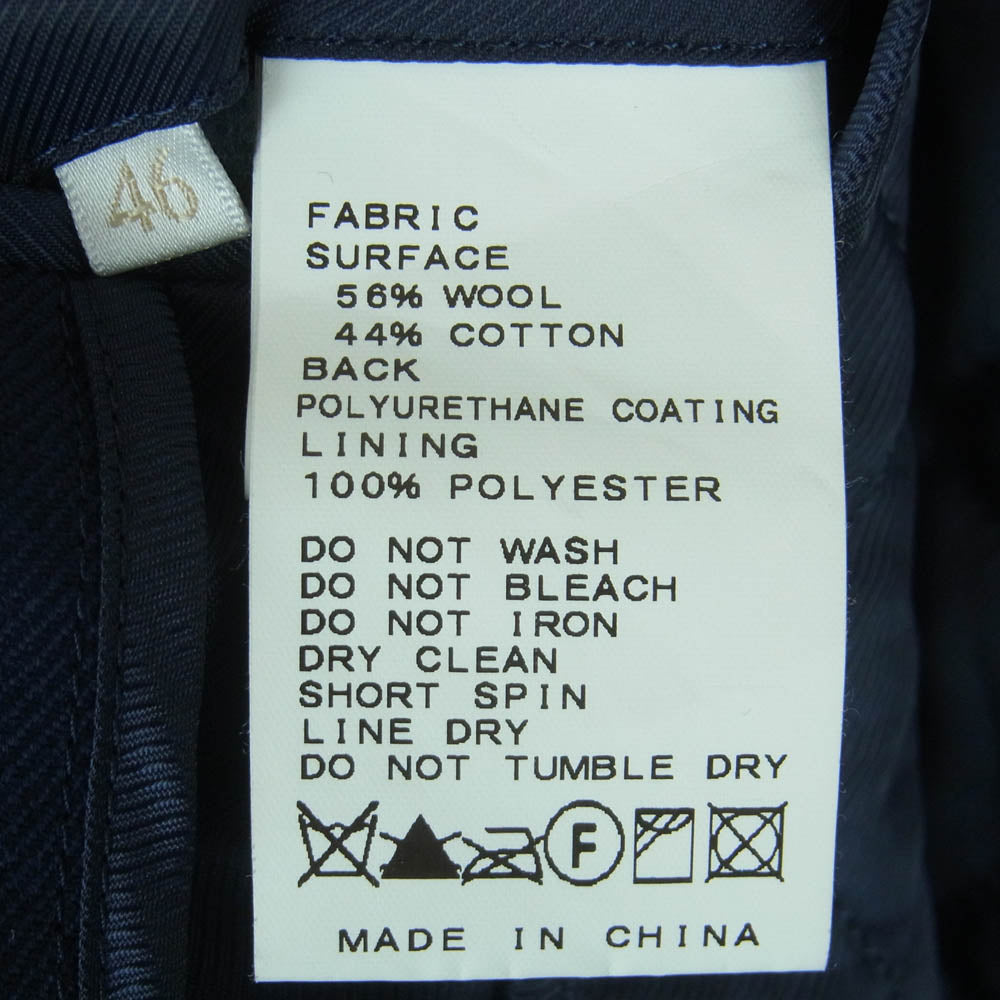 46
FABRIC
SURFACE
56% WOOL
44% COTTON
BACK
POLYURETHANE COATING
LINING
100% POLYESTER
DO NOT WASH
DO NOT BLEACH
DO NOT IRON
DRY CLEAN
SHORT SPIN
LINE DRY
DO NOT TUMBLE DRY
F
MADE IN CHINA